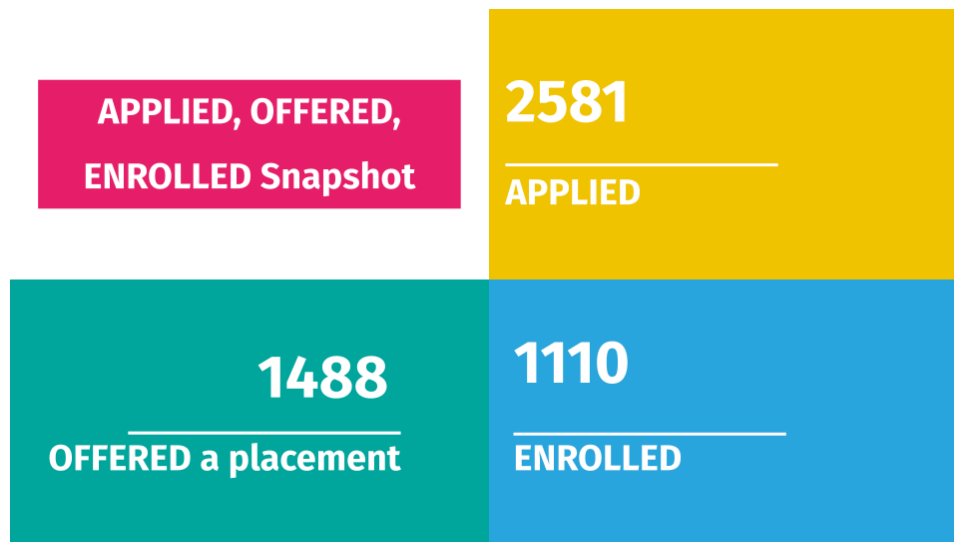 APPLIED, OFFERED,
ENROLLED Snapshot
2581
APPLIED
1488
OFFERED a placement
1110
ENROLLED